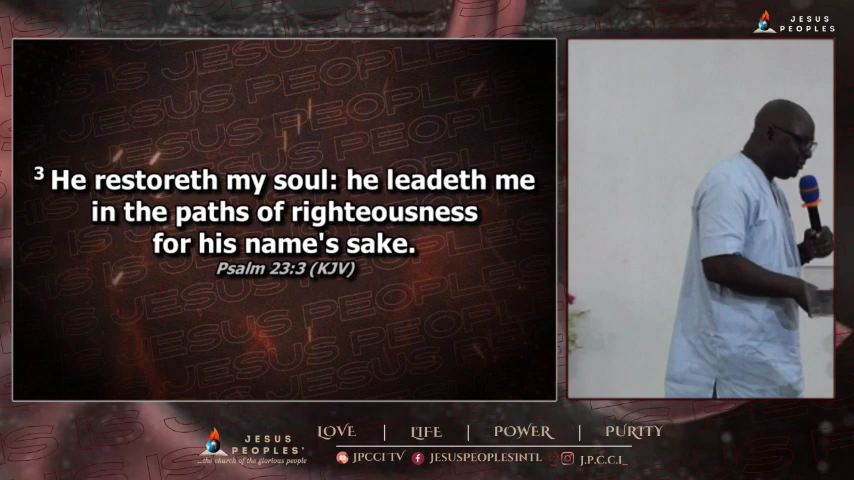 JESUS
PEOPLES
3 He restoreth my soul: he leadeth me
in the paths of righteousness
for his name's sake.
Psalm 23:3 (KJV)
JESUS
PEOPLES'
...the church of the glorious people
LOVE | LIFE | POWER | PURITY
JPCCI TV JESUSPEOPLESINTL J.P.C.C.I_